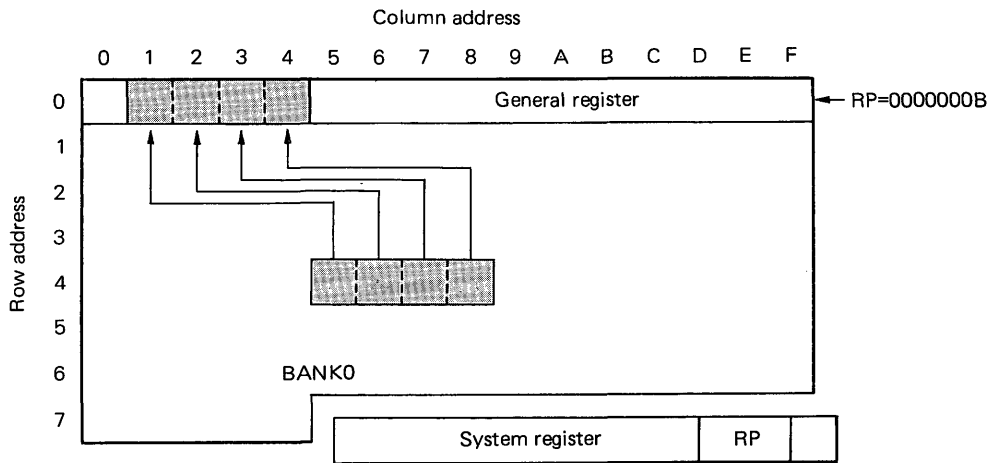 Column address
0 1 2 3 4 5 6 7 8 9 A B C D E F
0 General register RP=0000000B
1
2
3
4
5
6 BANK0
7
System register RP
Row address